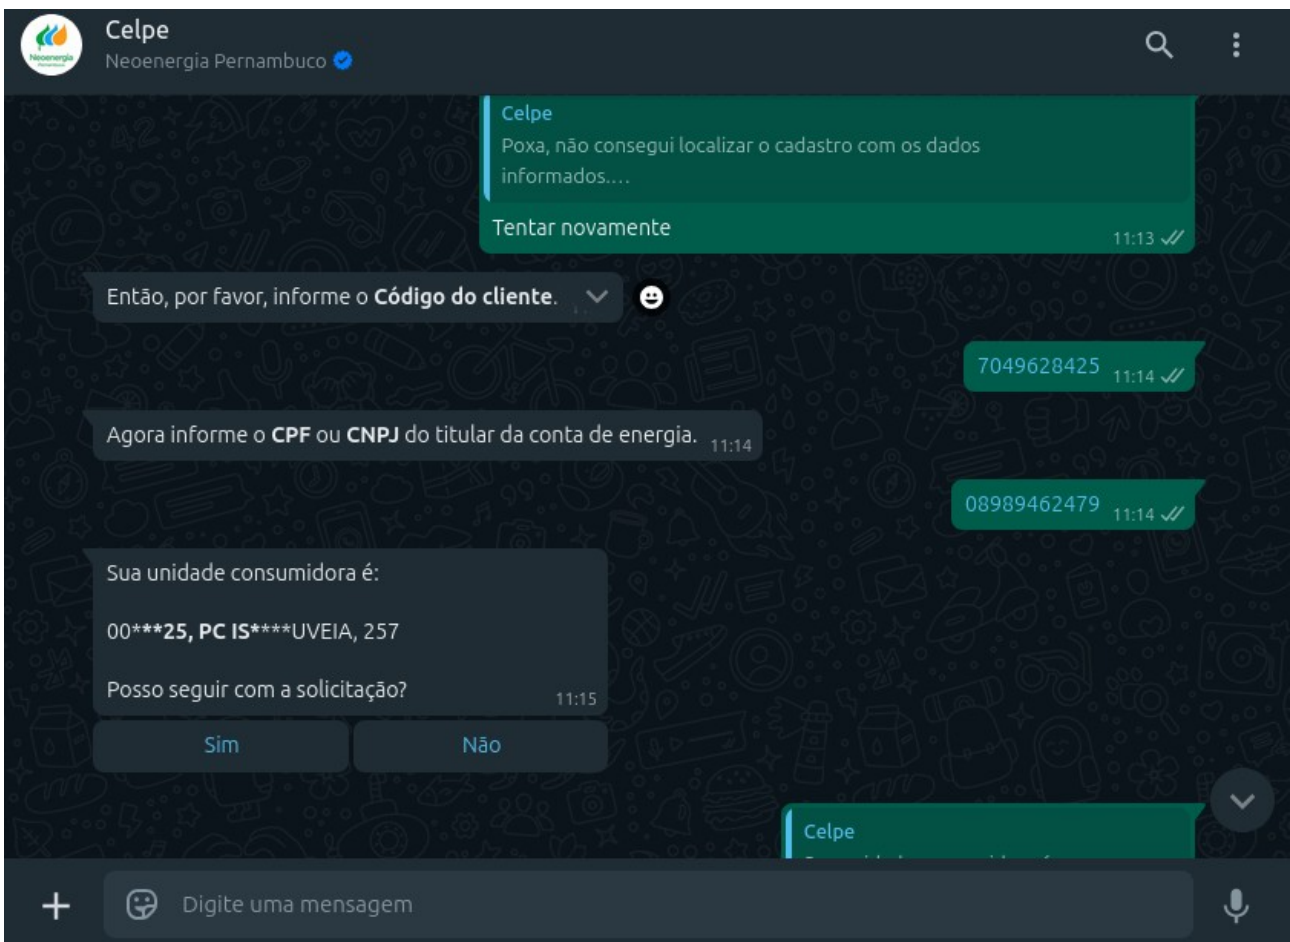 Celpe
Neoenergia Pernambuco
Neoenergia
Celpe
Poxa, não consegui localizar o cadastro com os dados
informados....
Tentar novamente
11:13
Então, por favor, informe o Código do cliente.
7049628425 11:14
Agora informe o CPF ou CNPJ do titular da conta de energia. 11:14
08989462479 11:14
Sua unidade consumidora é:
00***25, PC IS****UVEIA, 257
Posso seguir com a solicitação? 11:15
Sim Não
Celpe
Digite uma mensagem